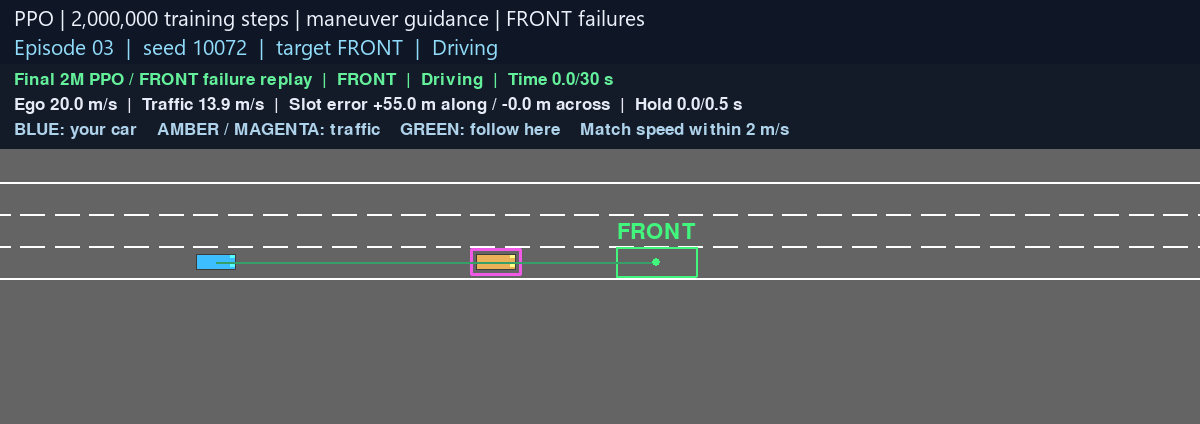 PPO | 2,000,000 training steps | maneuver guidance | FRONT failures
Episode 03 | seed 10072 | target FRONT | Driving
Final 2M PPO / FRONT failure replay | FRONT | Driving | Time 0.0/30 s
Ego 20.0 m/s | Traffic 13.9 m/s | Slot error +55.0 m along / -0.0 m across | Hold 0.0/0.5 s
BLUE: your car AMBER / MAGENTA: traffic GREEN: follow here Match speed within 2 m/s
FRONT